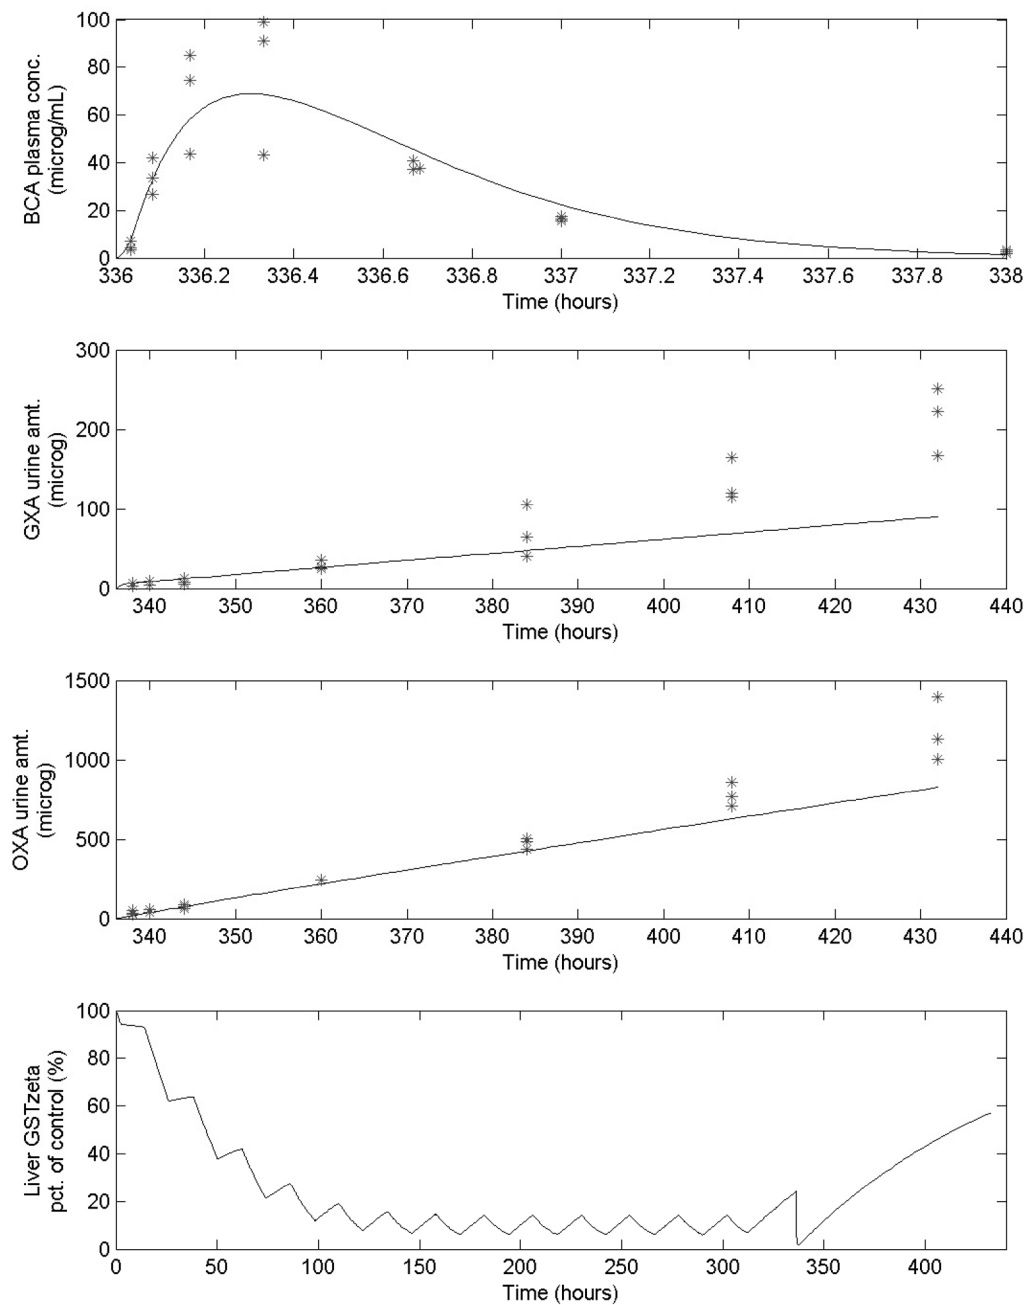 100
80
60
40
20
0
BCA plasma conc.
(microg/mL)
336 336.2 336.4 336.6 336.8 337 337.2 337.4 337.6 337.8 338
Time (hours)
300
200
100
0
GXA urine amt.
(microg)
340 350 360 370 380 390 400 410 420 430 440
Time (hours)
1500
1000
500
0
OXA urine amt.
(microg)
340 350 360 370 380 390 400 410 420 430 440
Time (hours)
100
80
60
40
20
0
Liver GSTzeta
pct. of control (%)
0 50 100 150 200 250 300 350 400
Time (hours)